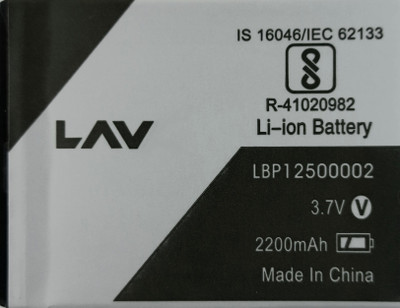 IS 16046/IEC 62133
R-41020982
Li-ion Battery
LAV
LBP12500002
3.7V V
2200mAh
Made In China